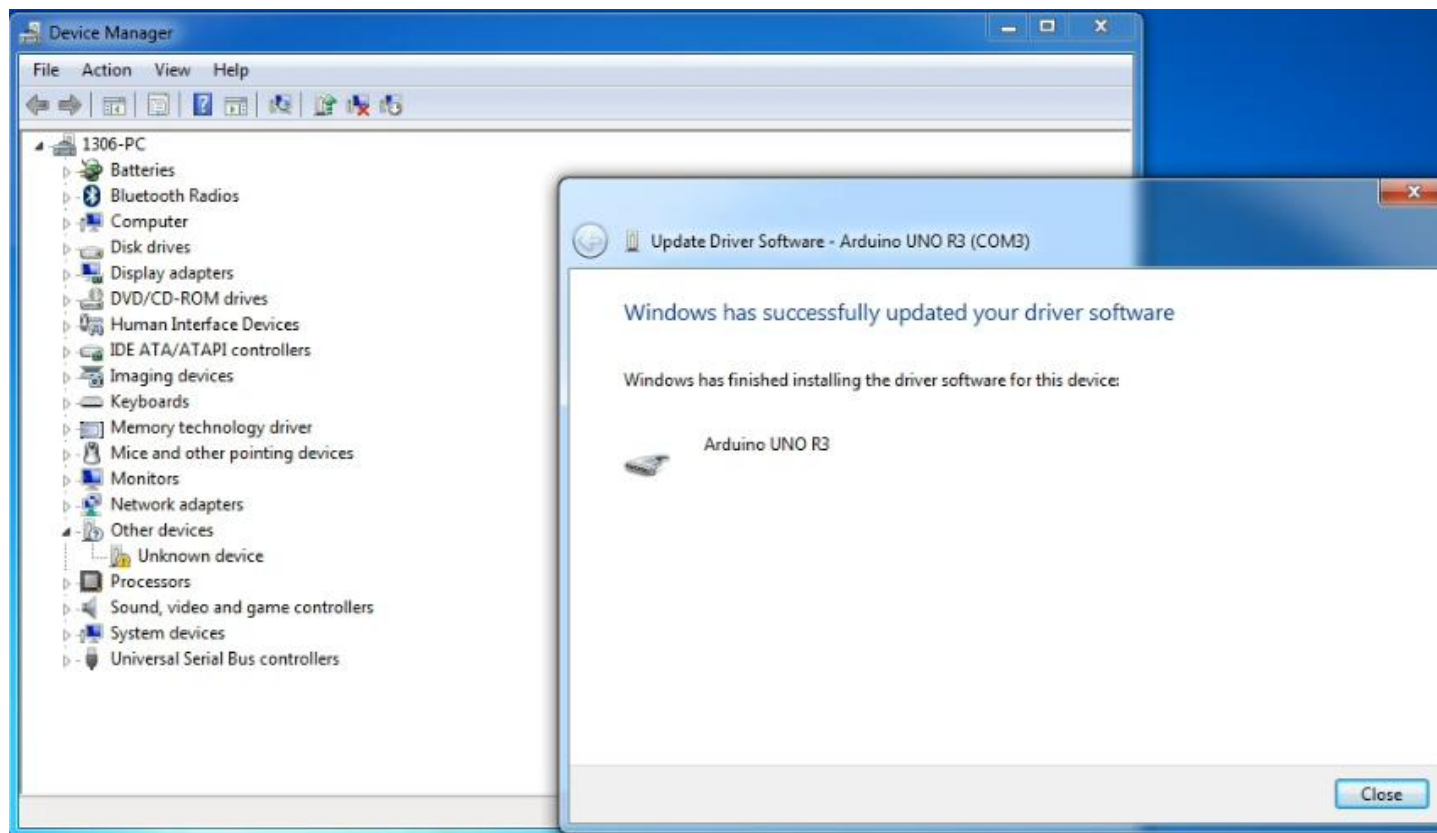 Device Manager
File Action View Help
1306-PC
Batteries
Bluetooth Radios
Computer
Disk drives
Display adapters
DVD/CD-ROM drives
Human Interface Devices
IDE ATA/ATAPI controllers
Imaging devices
Keyboards
Memory technology driver
Mice and other pointing devices
Monitors
Network adapters
Other devices
Unknown device
Processors
Sound, video and game controllers
System devices
Universal Serial Bus controllers
Update Driver Software - Arduino UNO R3 (COM3)
Windows has successfully updated your driver software
Windows has finished installing the driver software for this device:
Arduino UNO R3
Close